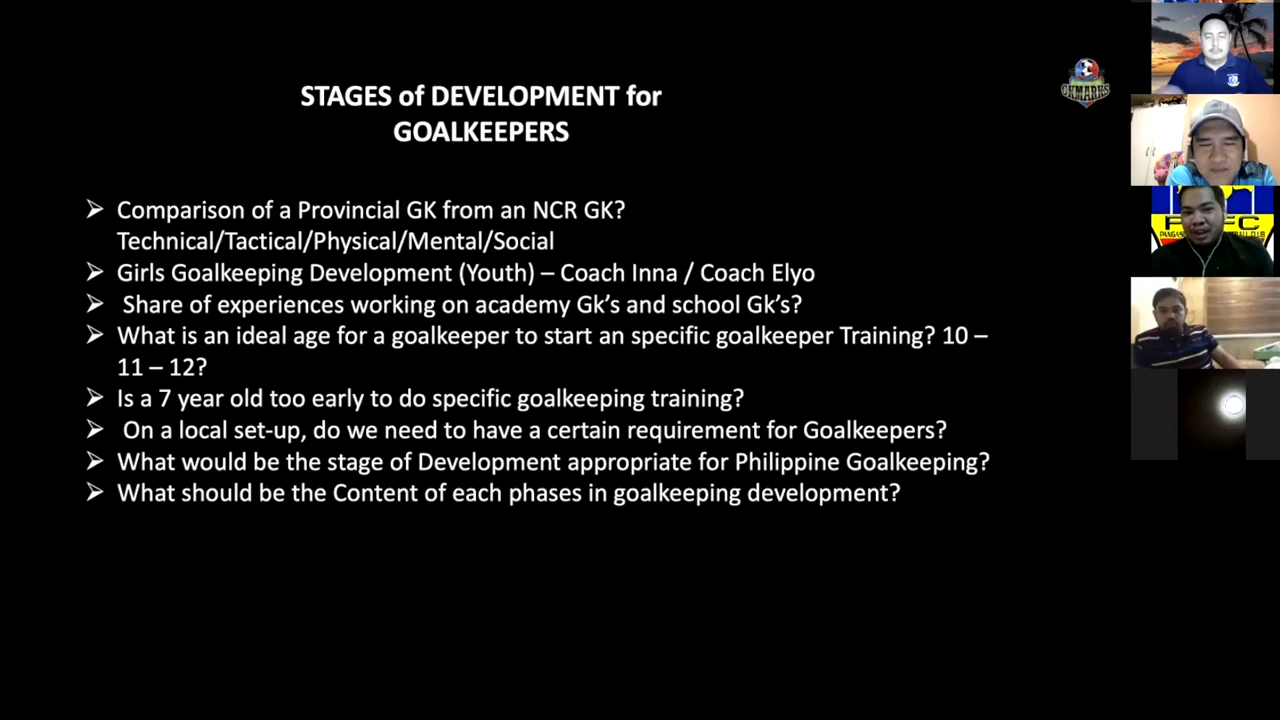 STAGES of DEVELOPMENT for
GOALKEEPERS
GKMARKS
➢ Comparison of a Provincial GK from an NCR GK?
Technical/Tactical/Physical/Mental/Social
➢ Girls Goalkeeping Development (Youth) – Coach Inna / Coach Elyo
➢ Share of experiences working on academy Gk’s and school Gk’s?
➢ What is an ideal age for a goalkeeper to start an specific goalkeeper Training? 10 –
11 – 12?
➢ Is a 7 year old too early to do specific goalkeeping training?
➢ On a local set-up, do we need to have a certain requirement for Goalkeepers?
➢ What would be the stage of Development appropriate for Philippine Goalkeeping?
➢ What should be the Content of each phases in goalkeeping development?